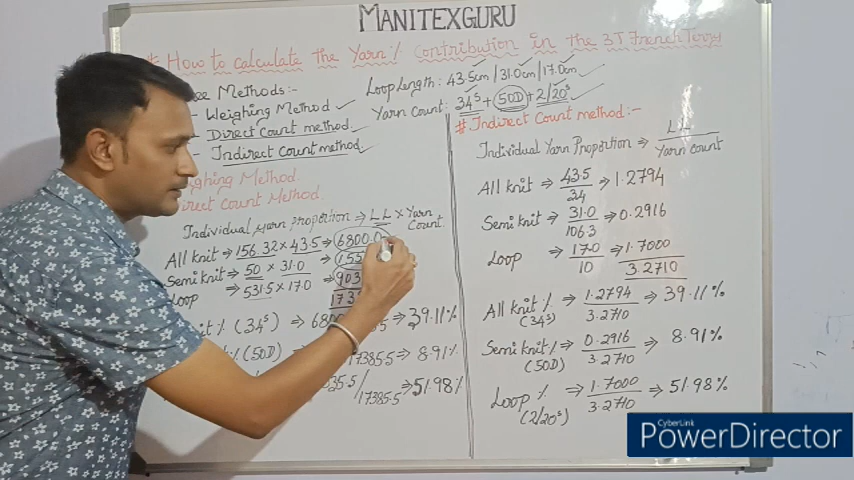 MANITEXGURU
# How to calculate the Yarn % Contribution in the 3T French Terry
Methods:-
- Weighing Method
- Direct Count method.
- Indirect Count method.
Loop Length: 43.5cm / 31.0cm / 17.0cm
Yarn Count: 34s + 50D + 2/20s
Method
Count Method.
Individual yarn proportion ⇒ LL × Yarn Count.
All knit ⇒ 156.32 × 43.5 ⇒ 6800.0
Semi knit ⇒ 50 × 31.0 ⇒
Loop ⇒ 531.5 × 17.0 ⇒
% (34s) ⇒ ⇒ 39.11%
% (50D) 17385.5 ⇒ 8.91%
/17385.5 ⇒ 51.98%
# Indirect Count method:-
Individual Yarn Proportion ⇒ LL / Yarn Count
All knit ⇒ 43.5 / 34 ⇒ 1.2794
Semi knit ⇒ 31.0 / 106.3 ⇒ 0.2916
Loop ⇒ 17.0 / 10 ⇒ 1.7000
3.2710
All knit % (34s) ⇒ 1.2794 / 3.2710 ⇒ 39.11%
Semi knit % (50D) ⇒ 0.2916 / 3.2710 ⇒ 8.91%
Loop % (2/20s) ⇒ 1.7000 / 3.2710 ⇒ 51.98%
CyberLink
PowerDirector